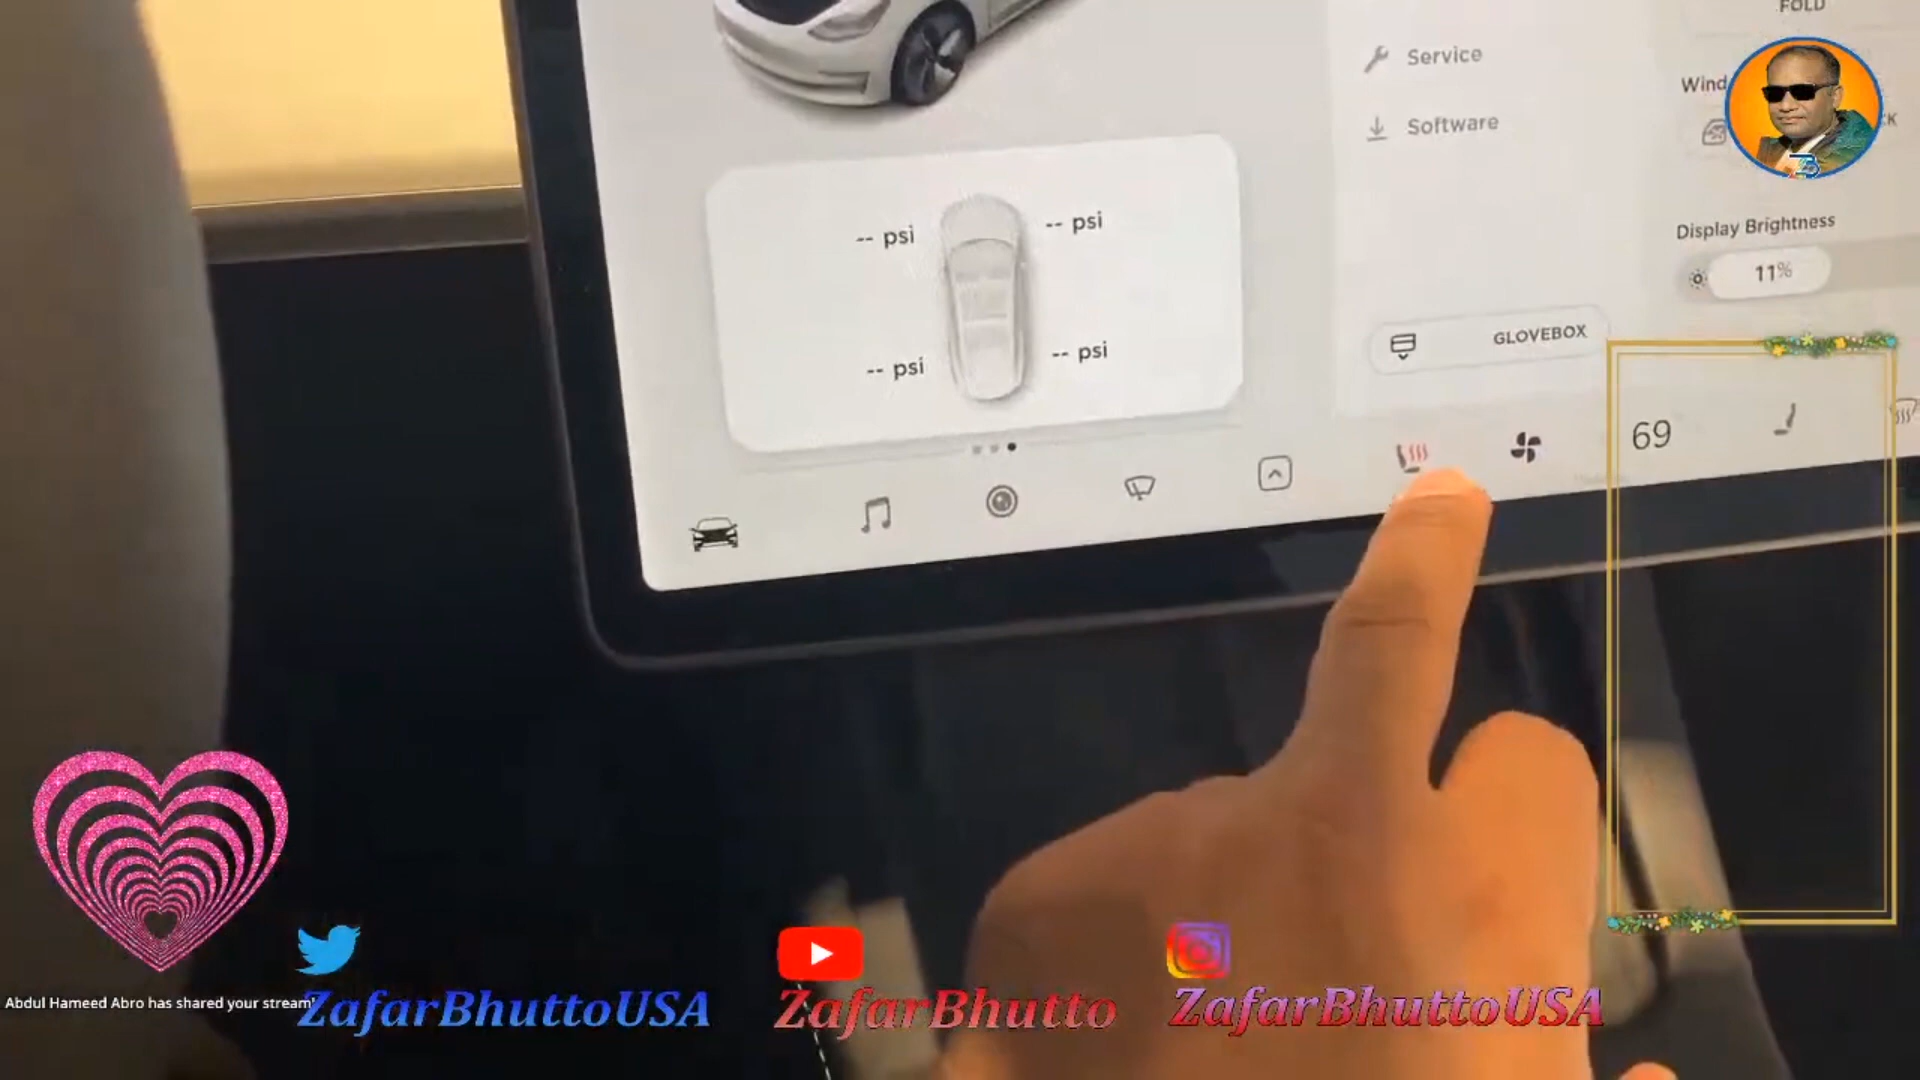 FOLD
Service
Wind
CK
Software
Display Brightness
-- psi
-- psi
11%
GLOVEBOX
-- psi
-- psi
69
Abdul Hameed Abro has shared your stream!
ZafarBhuttoUSA
ZafarBhutto
ZafarBhuttoUSA